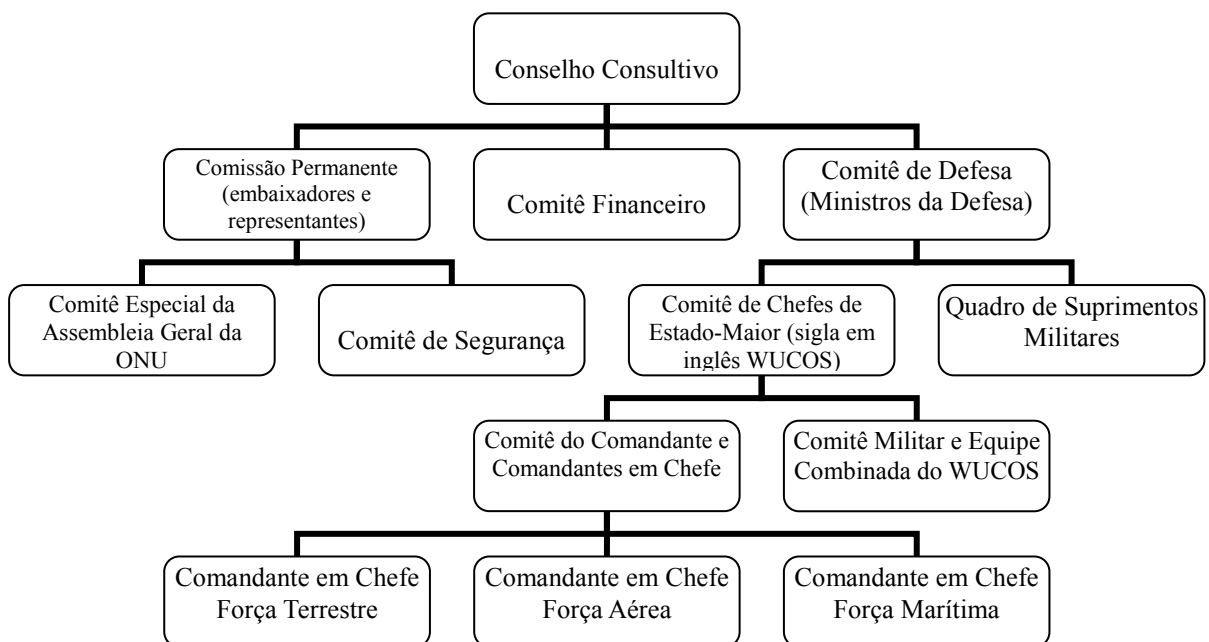 Conselho Consultivo
Comissão Permanente
(embaixadores e
representantes)
Comitê Financeiro
Comitê de Defesa
(Ministros da Defesa)
Comitê Especial da
Assembleia Geral da
ONU
Comitê de Segurança
Comitê de Chefes de
Estado-Maior (sigla em
inglês WUCOS)
Quadro de Suprimentos
Militares
Comitê do Comandante e
Comandantes em Chefe
Comitê Militar e Equipe
Combinada do WUCOS
Comandante em Chefe
Força Terrestre
Comandante em Chefe
Força Aérea
Comandante em Chefe
Força Marítima